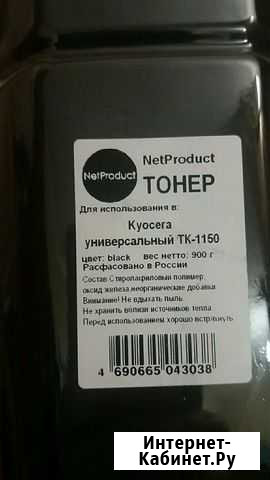 NetProduct
NetProduct
ТОНЕР
Для использования в:
Kyocera
универсальный TK-1150
цвет: black вес нетто: 900 г
Расфасовано в России
Состав: Стиролакриловый полимер,
оксид железа,неорганические добавки
Внимание! Не вдыхать пыль.
Не хранить вблизи источников тепла
Перед использованием хорошо встряхнуть
4 690665 043038
Интернет-
Кабинет.Ру